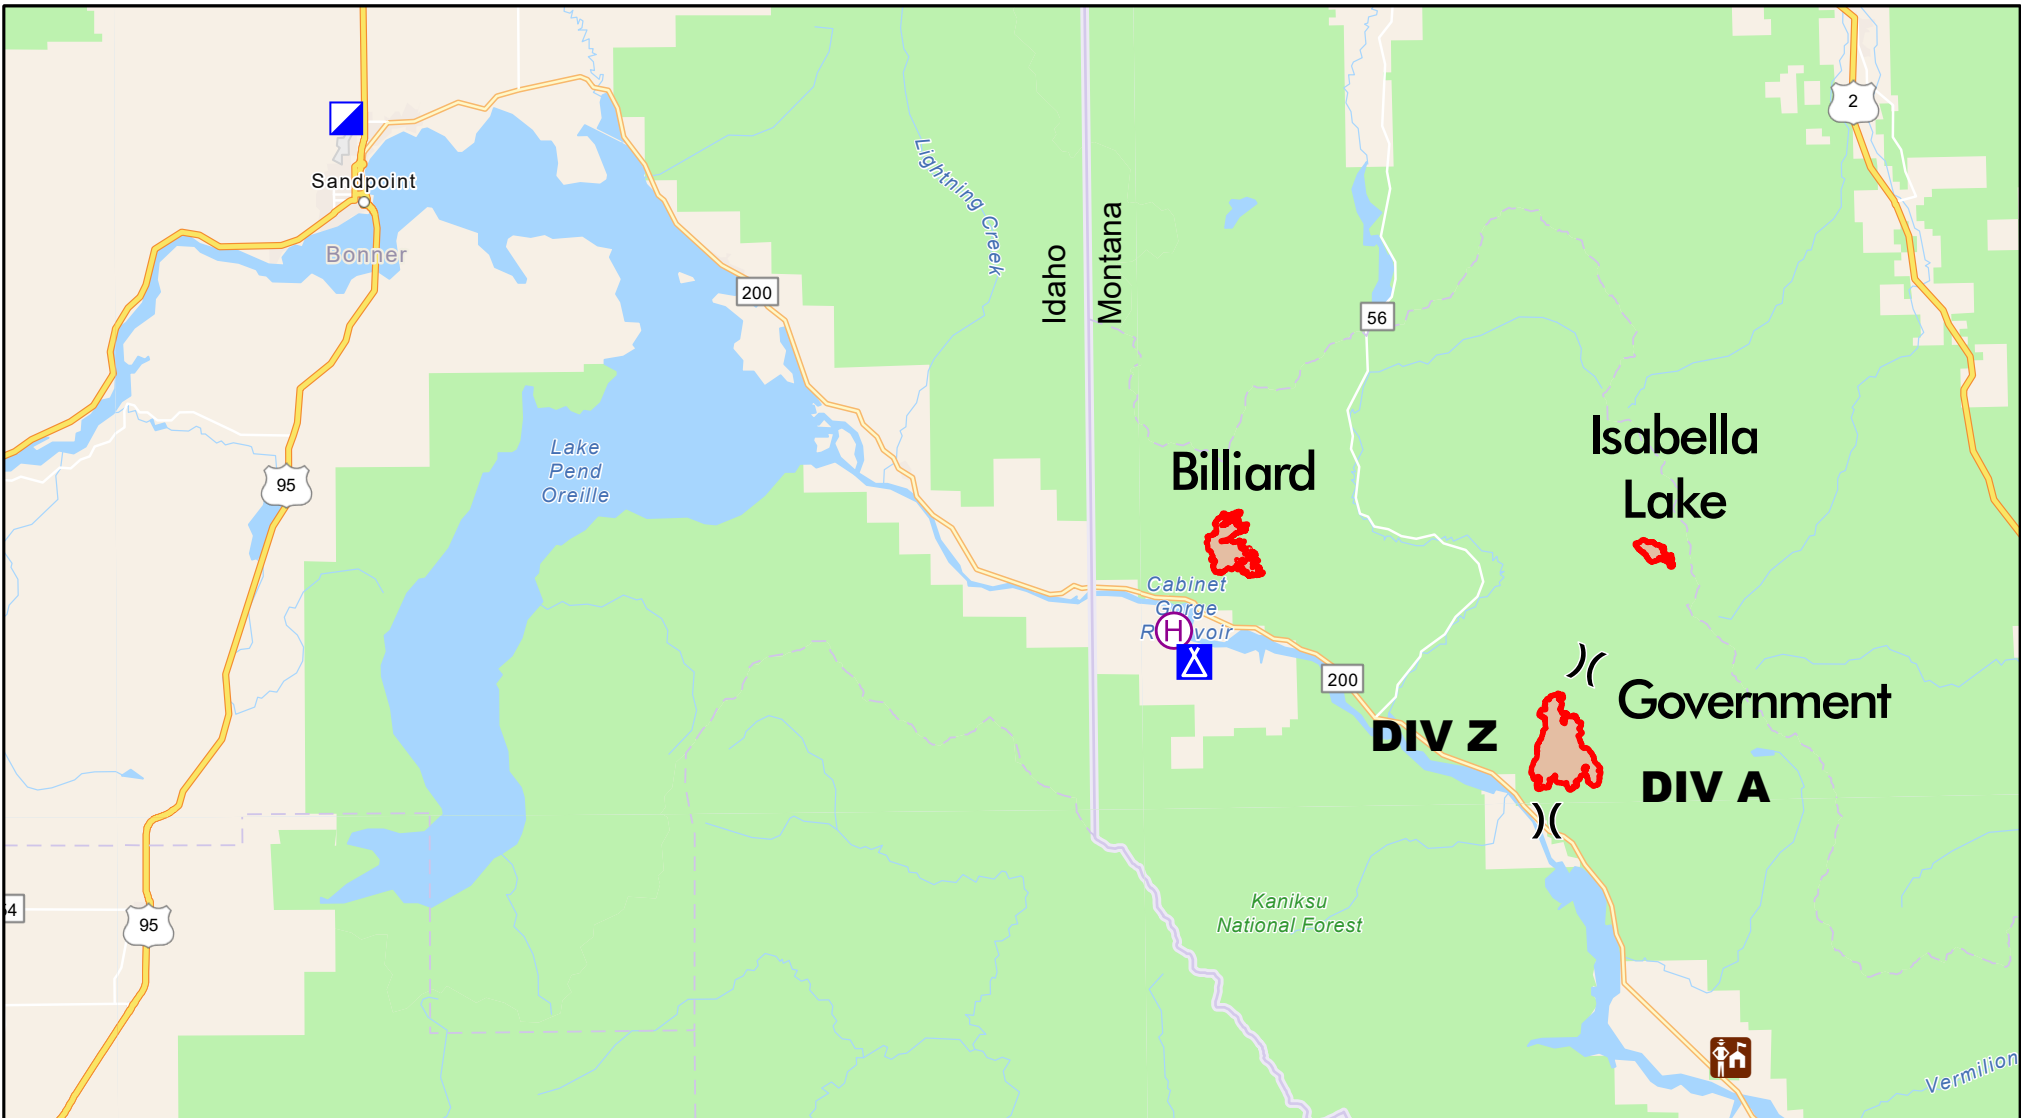 2
Sandpoint
Bonner
Lightning Creek
200
Idaho
Montana
56
Lake
Pend
Oreille
95
Billiard
Isabella
Lake
Cabinet
Gorge
H
200
Government
DIV Z
DIV A
)(
)(
Kaniksu
National Forest
95
Vermilion